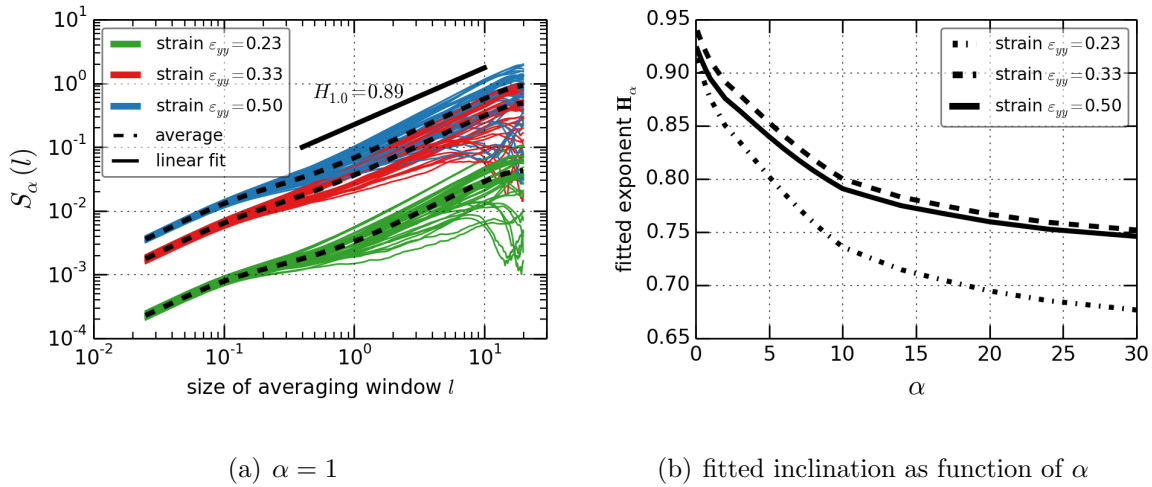 10^1
10^0
10^-1
10^-2
10^-3
10^-4
S_α(l)
strain ε_yy=0.23
strain ε_yy=0.33
strain ε_yy=0.50
average
linear fit
H_1.0=0.89
10^-2 10^-1 10^0 10^1
size of averaging window l
(a) α = 1
0.95
0.90
0.85
0.80
0.75
0.70
0.65
fitted exponent H_α
strain ε_yy=0.23
strain ε_yy=0.33
strain ε_yy=0.50
0 5 10 15 20 25 30
α
(b) fitted inclination as function of α